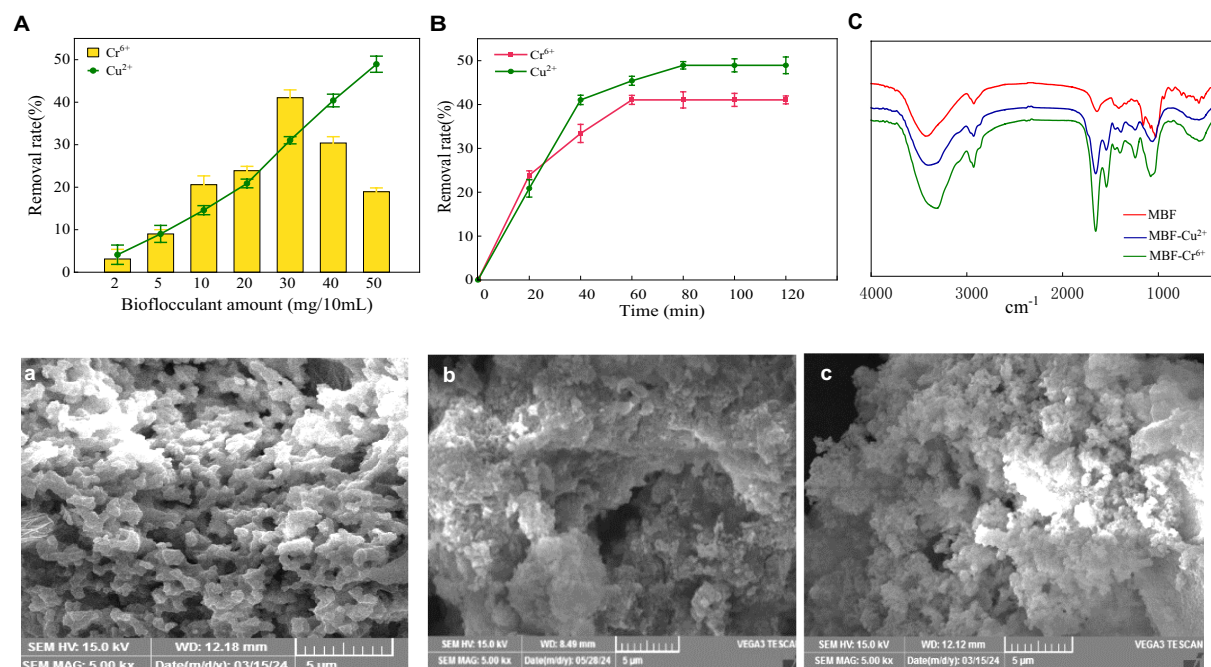 A
Cr⁶⁺
Cu²⁺
50
40
30
20
10
0
Removal rate(%)
2 5 10 20 30 40 50
Bioflocculant amount (mg/10mL)
B
Cr⁶⁺
Cu²⁺
50
40
30
20
10
0
Removal rate(%)
0 20 40 60 80 100 120
Time (min)
C
MBF
MBF-Cu²⁺
MBF-Cr⁶⁺
4000 3000 2000 1000
cm⁻¹
a
SEM HV: 15.0 kV WD: 12.18 mm
SEM MAG: 5.00 kx Date(m/d/y): 03/15/24 5 µm
b
SEM HV: 15.0 kV WD: 8.49 mm VEGA3 TESCAN
SEM MAG: 5.00 kx Date(m/d/y): 05/28/24 5 µm
c
SEM HV: 15.0 kV WD: 12.12 mm VEGA3 TESCAN
SEM MAG: 5.00 kx Date(m/d/y): 03/15/24 5 µm